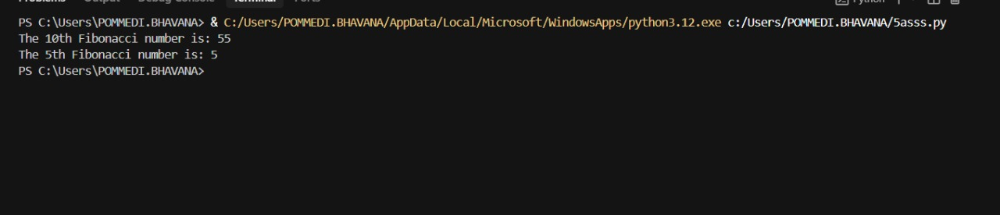 Problems Output Debug Console Terminal Ports
Python
PS C:\Users\POMMEDI.BHAVANA> & C:/Users/POMMEDI.BHAVANA/AppData/Local/Microsoft/WindowsApps/python3.12.exe c:/Users/POMMEDI.BHAVANA/5asss.py
The 10th Fibonacci number is: 55
The 5th Fibonacci number is: 5
PS C:\Users\POMMEDI.BHAVANA>